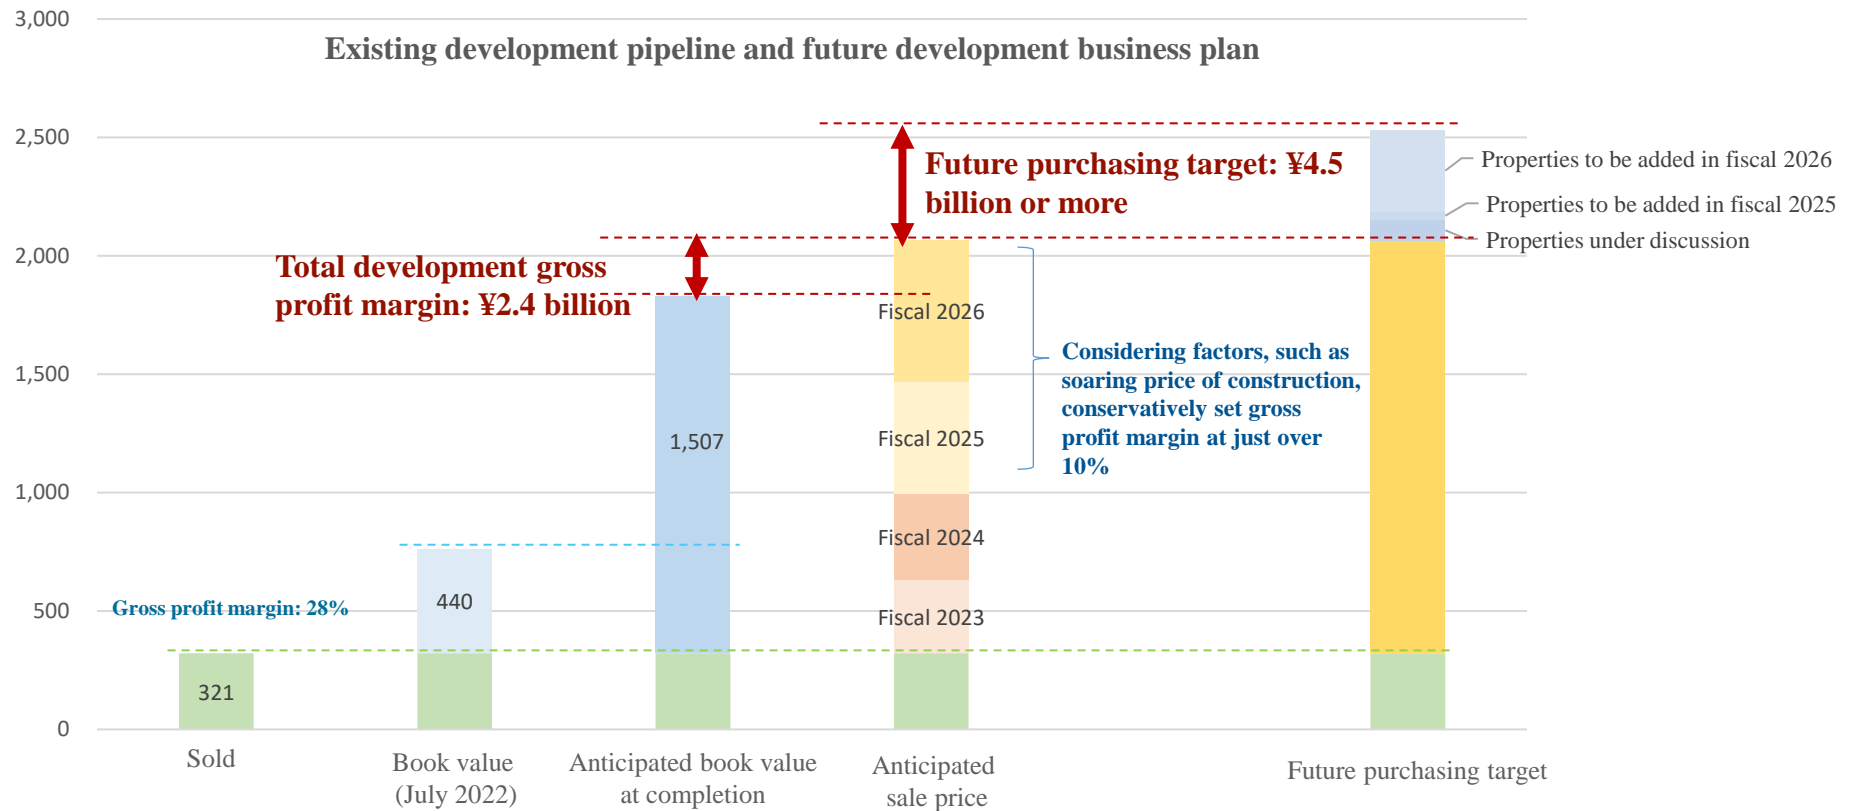 Existing development pipeline and future development business plan
3,000
2,500
2,000
1,500
1,000
500
0
Future purchasing target: ¥4.5
billion or more
Total development gross
profit margin: ¥2.4 billion
Properties to be added in fiscal 2026
Properties to be added in fiscal 2025
Properties under discussion
Considering factors, such as
soaring price of construction,
conservatively set gross
profit margin at just over
10%
Gross profit margin: 28%
321
440
1,507
Fiscal 2026
Fiscal 2025
Fiscal 2024
Fiscal 2023
Sold
Book value
(July 2022)
Anticipated book value
at completion
Anticipated
sale price
Future purchasing target